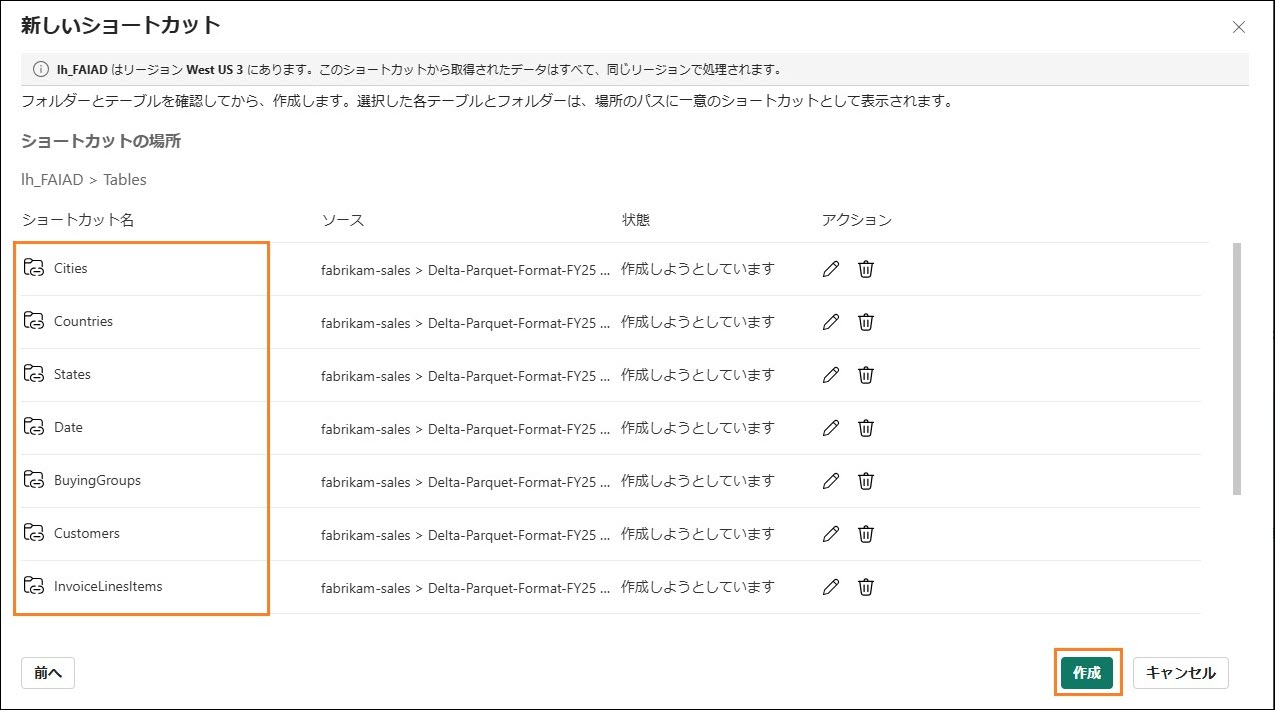 新しいショートカット
lh_FAIAD はリージョン West US 3 にあります。このショートカットから取得されたデータはすべて、同じリージョンで処理されます。
フォルダーとテーブルを確認してから、作成します。選択した各テーブルとフォルダーは、場所のパスに一意のショートカットとして表示されます。
ショートカットの場所
lh_FAIAD > Tables
ショートカット名 ソース 状態 アクション
Cities fabrikam-sales > Delta-Parquet-Format-FY25 ... 作成しようとしています
Countries fabrikam-sales > Delta-Parquet-Format-FY25 ... 作成しようとしています
States fabrikam-sales > Delta-Parquet-Format-FY25 ... 作成しようとしています
Date fabrikam-sales > Delta-Parquet-Format-FY25 ... 作成しようとしています
BuyingGroups fabrikam-sales > Delta-Parquet-Format-FY25 ... 作成しようとしています
Customers fabrikam-sales > Delta-Parquet-Format-FY25 ... 作成しようとしています
InvoiceLinesItems fabrikam-sales > Delta-Parquet-Format-FY25 ... 作成しようとしています
前へ 作成 キャンセル